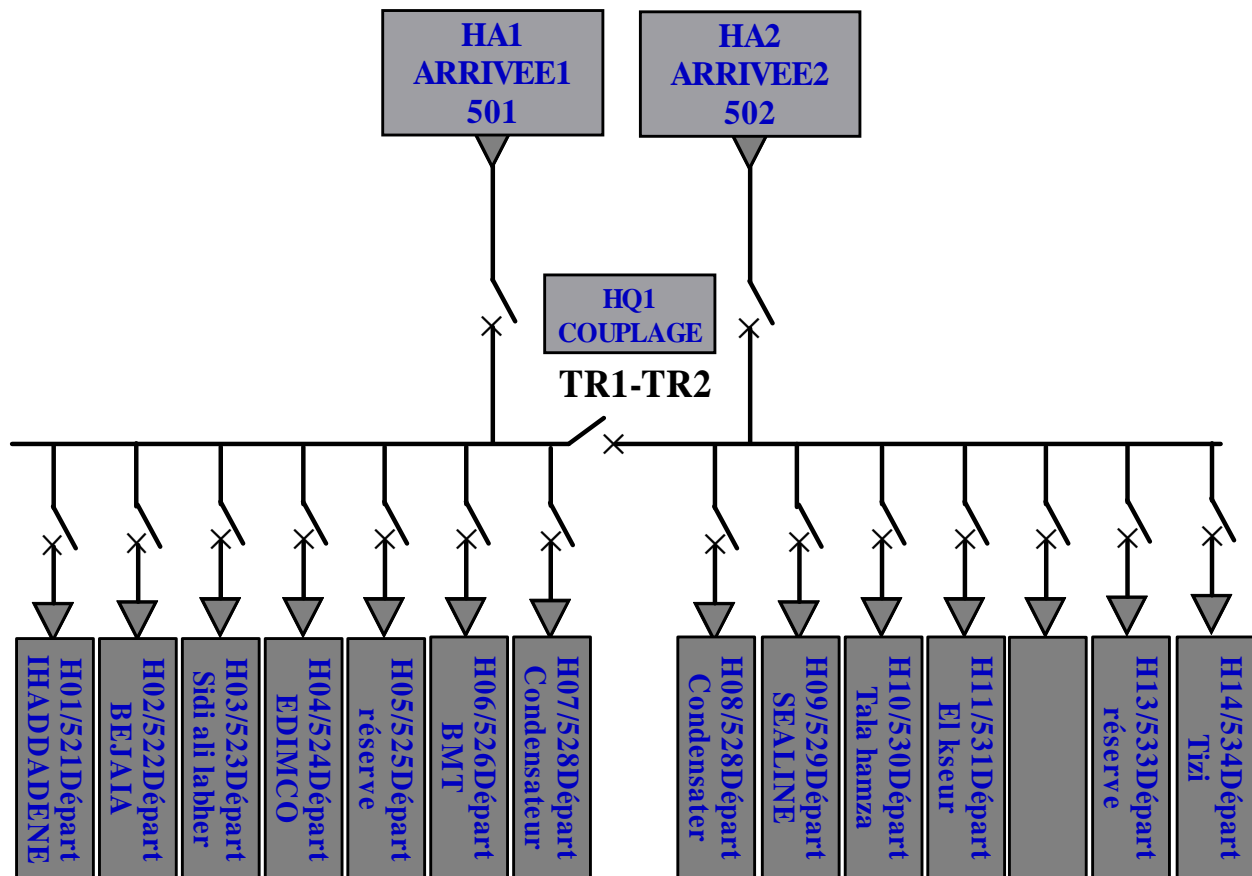 HA1
ARRIVEE1
501
HA2
ARRIVEE2
502
HQ1
COUPLAGE
TR1-TR2
H01/521Départ
IHADDADENE
H02/522Départ
BEJAIA
H03/523Départ
Sidi ali labher
H04/524Départ
EDIMCO
H05/525Départ
réserve
H06/526Départ
BMT
H07/528Départ
Condensateur
H08/528Départ
Condensater
H09/529Départ
SEALINE
H10/530Départ
Tala hamza
H11/531Départ
El kseur
H13/533Départ
réserve
H14/534Départ
Tizi